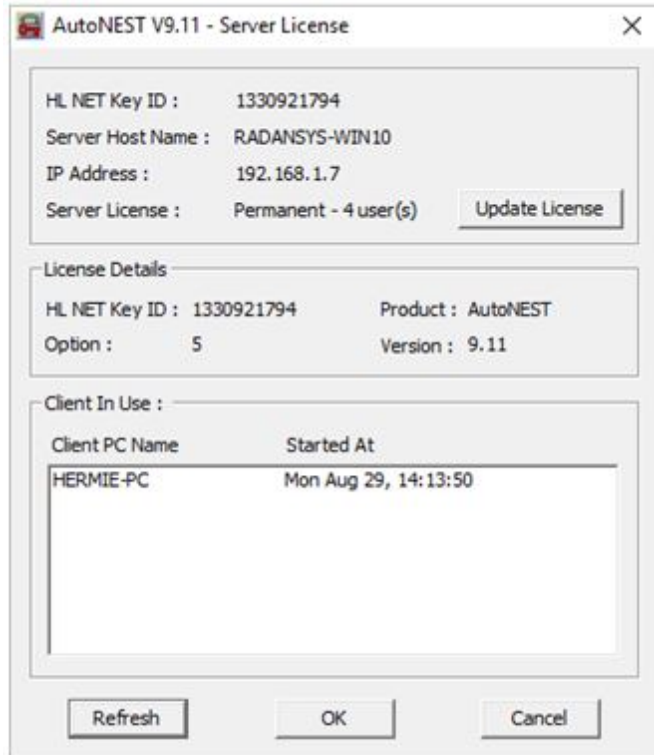 AutoNEST V9.11 - Server License
HL NET Key ID : 1330921794
Server Host Name : RADANSYS-WIN10
IP Address : 192.168.1.7
Server License : Permanent - 4 user(s) Update License
License Details
HL NET Key ID : 1330921794 Product : AutoNEST
Option : 5 Version : 9.11
Client In Use :
Client PC Name Started At
HERMIE-PC Mon Aug 29, 14:13:50
Refresh OK Cancel